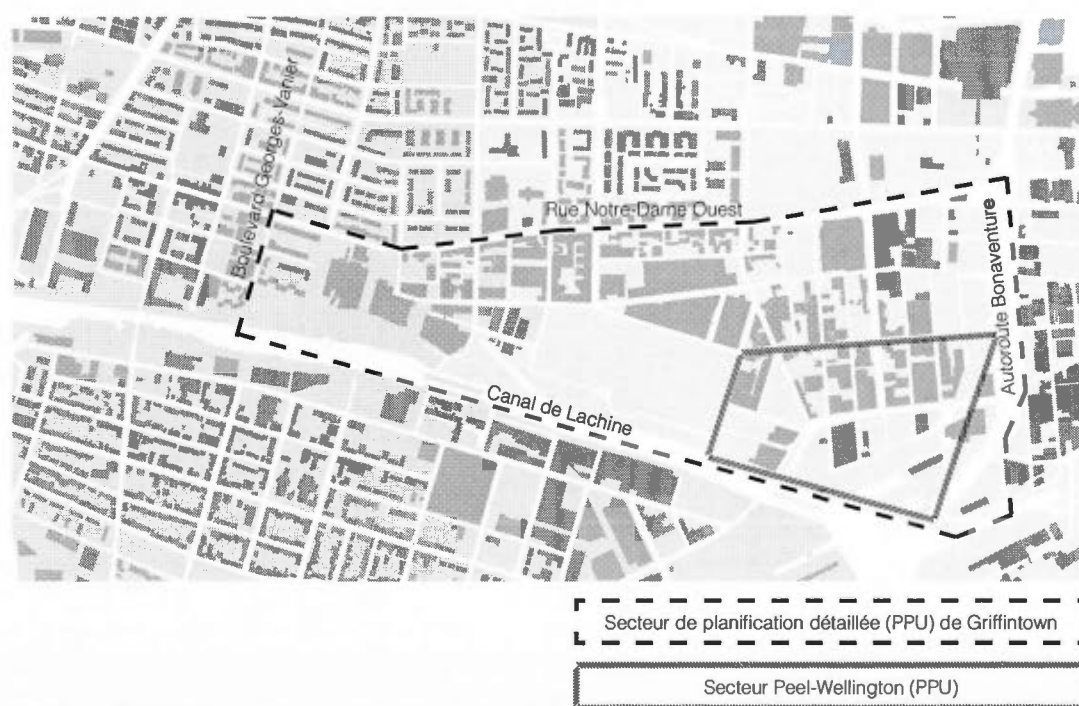 Boulevard Georges-Vanier
Rue Notre-Dame Ouest
Autoroute Bonaventure
Canal de Lachine
Secteur de planification détaillée (PPU) de Griffintown
Secteur Peel-Wellington (PPU)